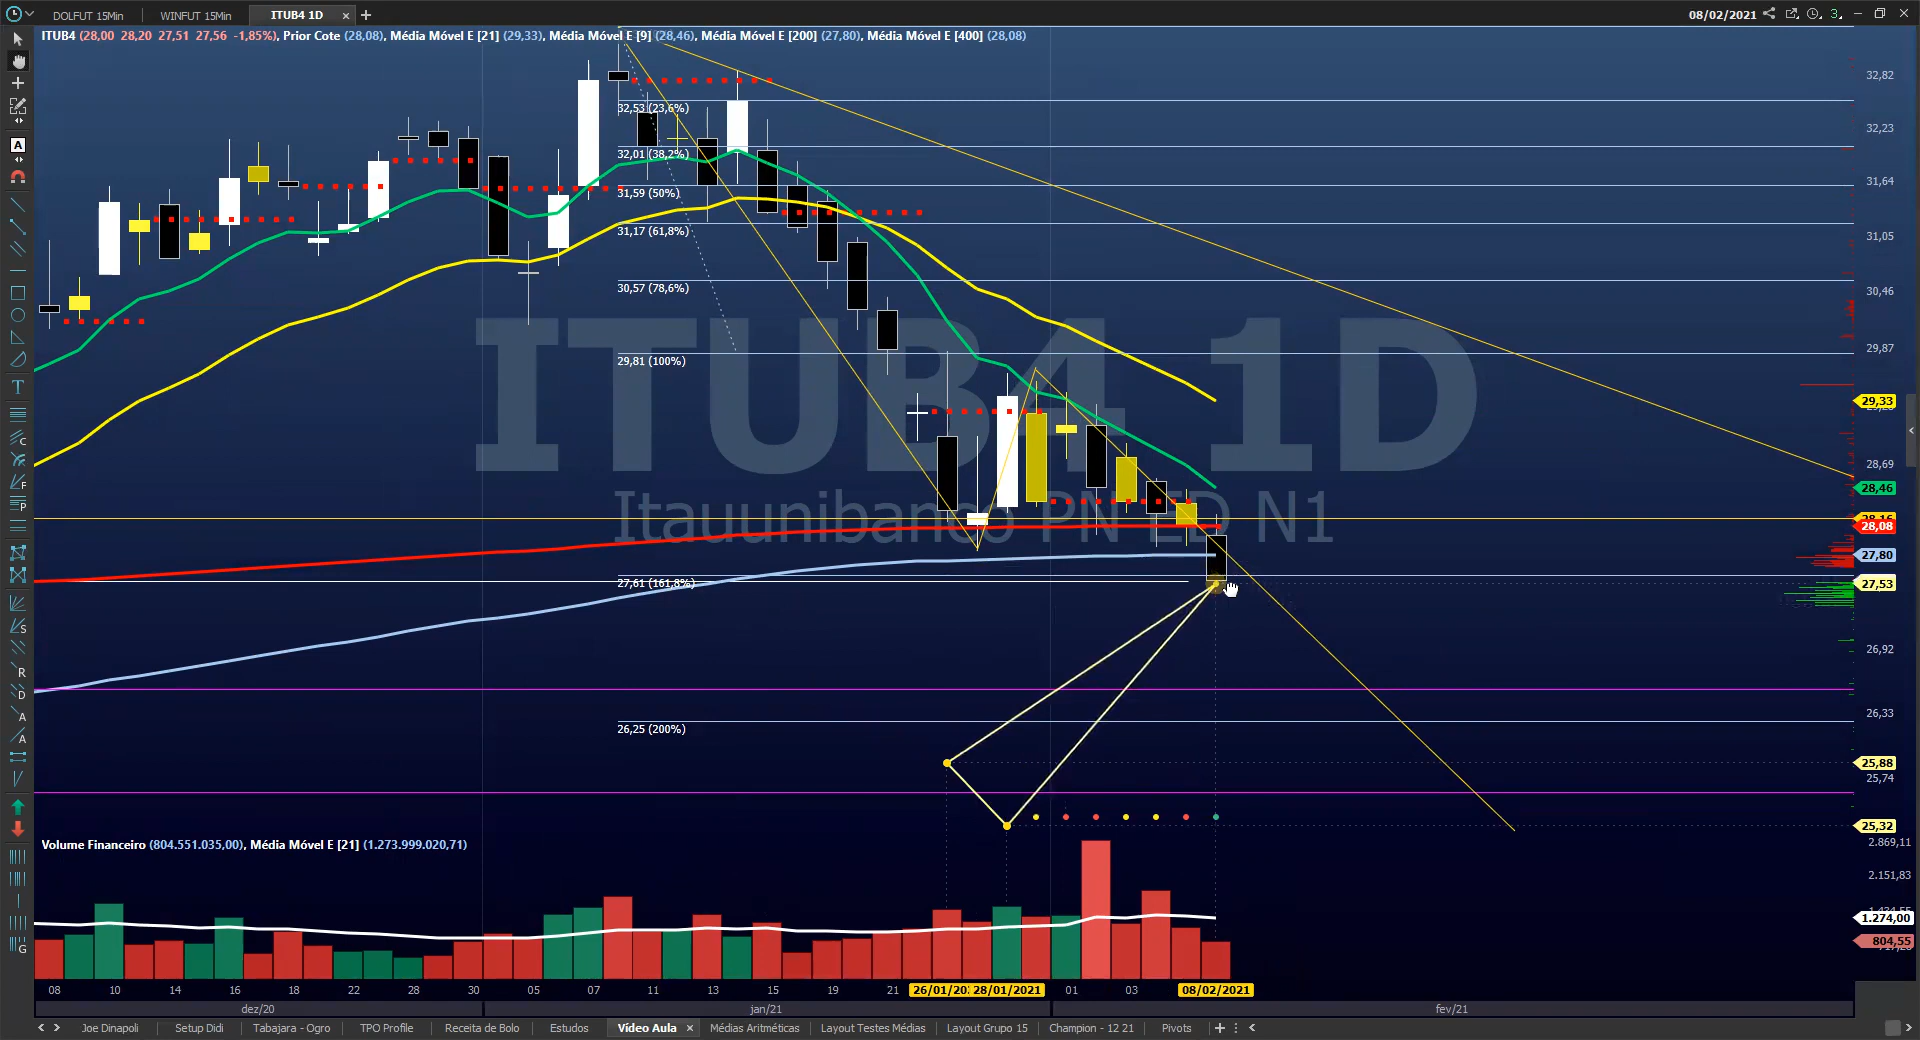 DOLFUT 15Min
WINFUT 15Min
ITUB4 1D
08/02/2021
3
ITUB4 (28,00 28,20 27,51 27,56 -1,85%), Prior Cote (28,08), Média Móvel E [21] (29,33), Média Móvel E [9] (28,46), Média Móvel E [200] (27,80), Média Móvel E [400] (28,08)
32,53 (23,6%)
32,01 (38,2%)
31,59 (50%)
31,17 (61,8%)
30,57 (78,6%)
29,81 (100%)
27,61 (161,8%)
26,25 (200%)
ITUB4 1D
Itauunibanco PN ED N1
32,82
32,23
31,64
31,05
30,46
29,87
29,33
28,69
28,46
28,16
28,08
27,80
27,53
26,92
26,33
25,88
25,74
25,32
Volume Financeiro (804.551.035,00), Média Móvel E [21] (1.273.999.020,71)
2.869,11
2.151,83
1.274,00
804,55
08 10 14 16 18 22 28 30 05 07 11 13 15 19 21 26/01/202 28/01/2021 01 03 08/02/2021
dez/20 jan/21 fev/21
Joe Dinapoli
Setup Didi
Tabajara - Ogro
TPO Profile
Receita de Bolo
Estudos
Vídeo Aula
Médias Aritméticas
Layout Testes Médias
Layout Grupo 15
Champion - 12 21
Pivots
A
T
C
F
P
S
R
D
A
A
G